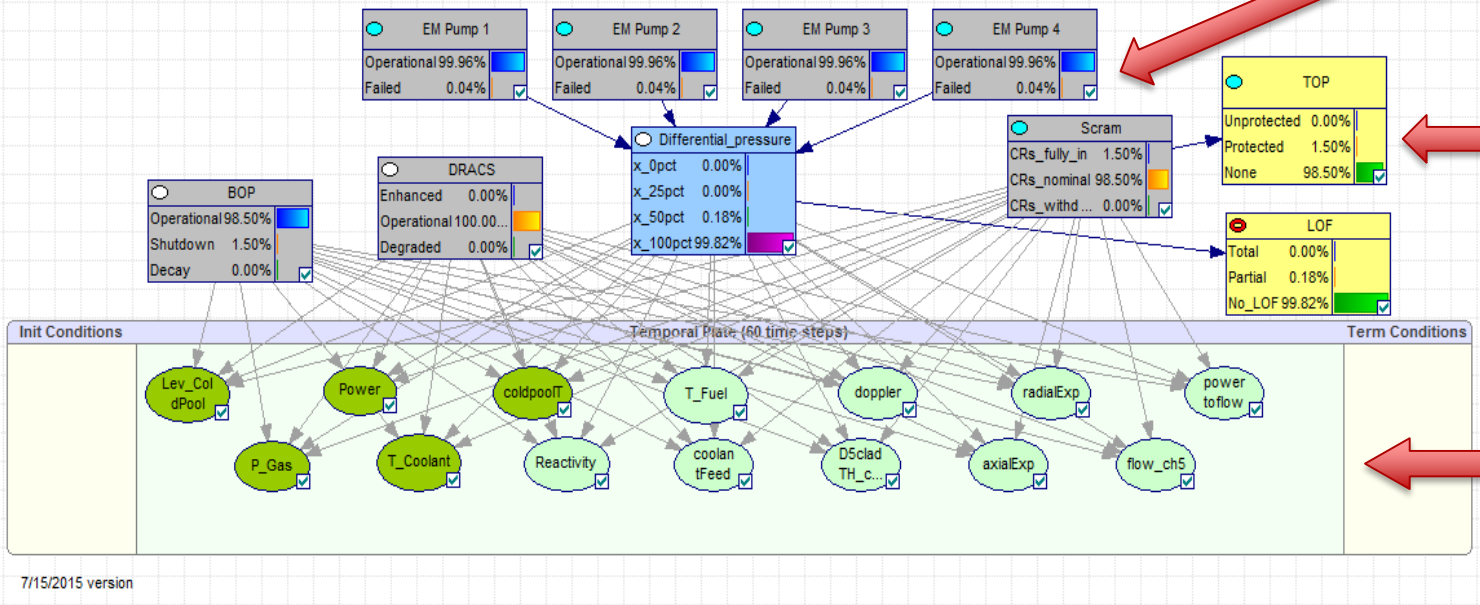 EM Pump 1
Operational 99.96%
Failed 0.04%
EM Pump 2
Operational 99.96%
Failed 0.04%
EM Pump 3
Operational 99.96%
Failed 0.04%
EM Pump 4
Operational 99.96%
Failed 0.04%
TOP
Unprotected 0.00%
Protected 1.50%
None 98.50%
Scram
CRs_fully_in 1.50%
CRs_nominal 98.50%
CRs_withd... 0.00%
Differential_pressure
x_0pct 0.00%
x_25pct 0.00%
x_50pct 0.18%
x_100pct 99.82%
DRACS
Enhanced 0.00%
Operational 100.00...
Degraded 0.00%
BOP
Operational 98.50%
Shutdown 1.50%
Decay 0.00%
LOF
Total 0.00%
Partial 0.18%
No_LOF 99.82%
Init Conditions
Temporal Plate (60 time steps)
Term Conditions
Lev_Col
dPool
Power
coldpoolT
T_Fuel
doppler
radialExp
power
toflow
P_Gas
T_Coolant
Reactivity
coolan
tFeed
D5clad
TH_c...
axialExp
flow_ch5
7/15/2015 version